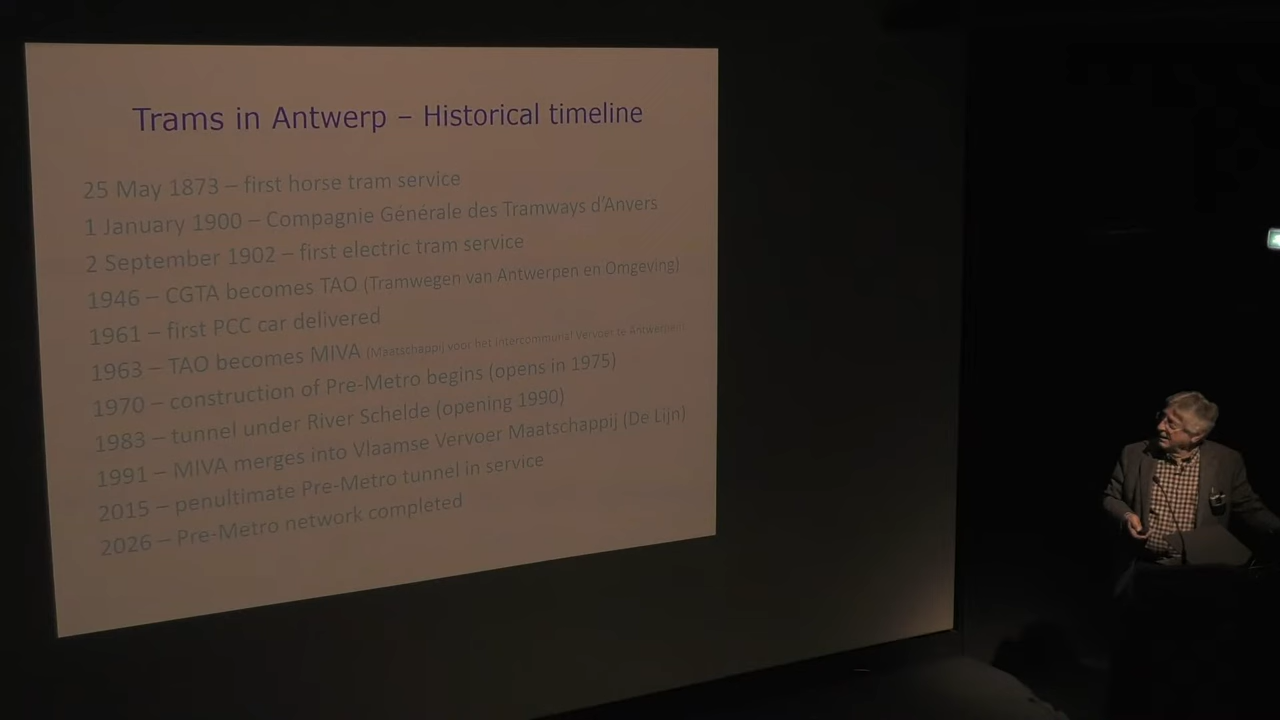 Trams in Antwerp – Historical timeline
25 May 1873 – first horse tram service
1 January 1900 – Compagnie Générale des Tramways d'Anvers
2 September 1902 – first electric tram service
1946 – CGTA becomes TAO (Tramwegen van Antwerpen en Omgeving)
1961 – first PCC car delivered
1963 – TAO becomes MIVA (Maatschappij voor het Intercommunal Vervoer te Antwerpen)
1970 – construction of Pre-Metro begins (opens in 1975)
1983 – tunnel under River Schelde (opening 1990)
1991 – MIVA merges into Vlaamse Vervoer Maatschappij (De Lijn)
2015 – penultimate Pre-Metro tunnel in service
2026 – Pre-Metro network completed